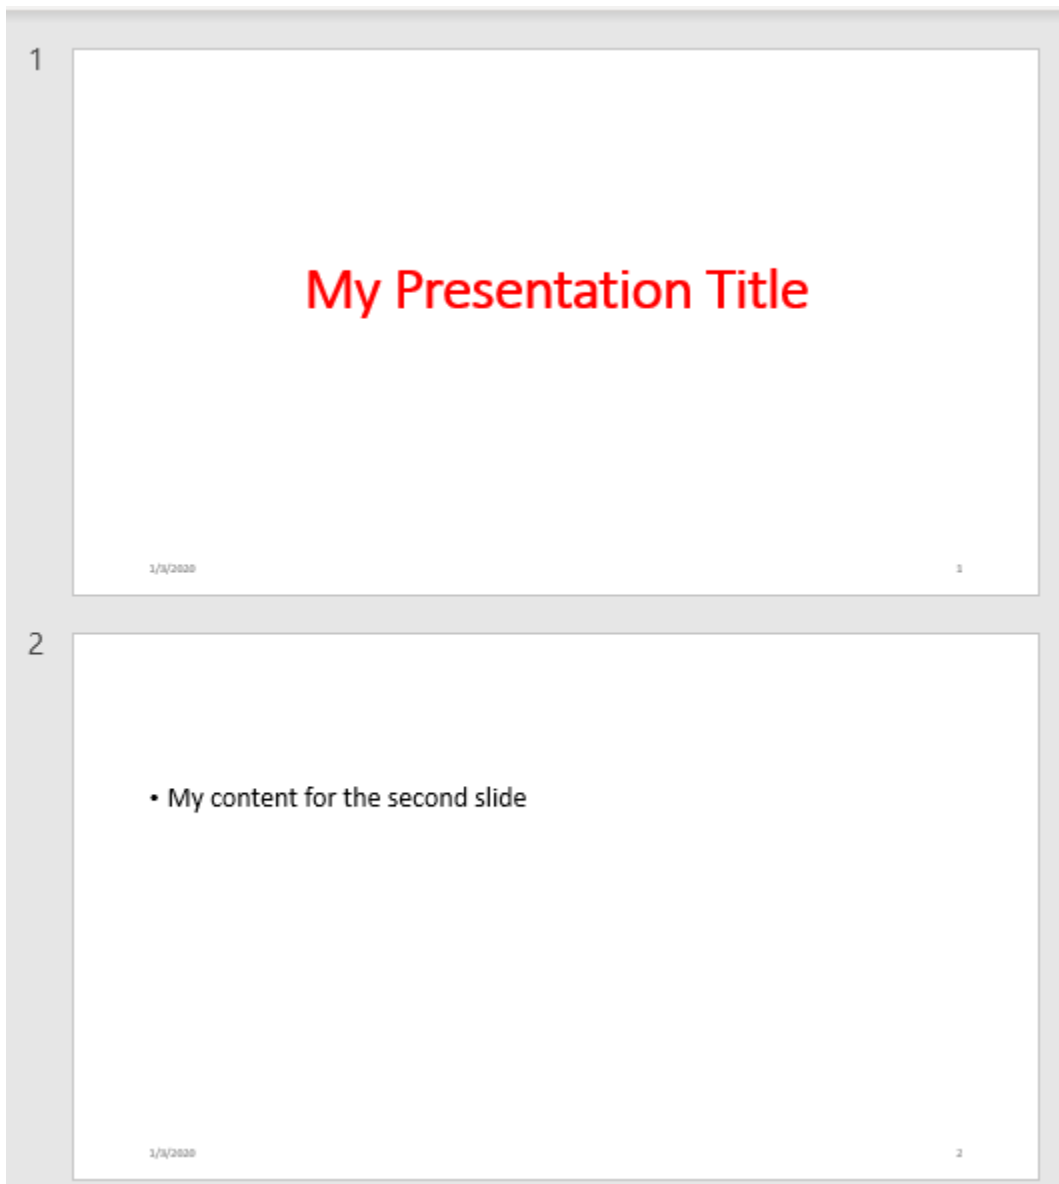 1
My Presentation Title
1/3/2020 1
2
• My content for the second slide
1/3/2020 2